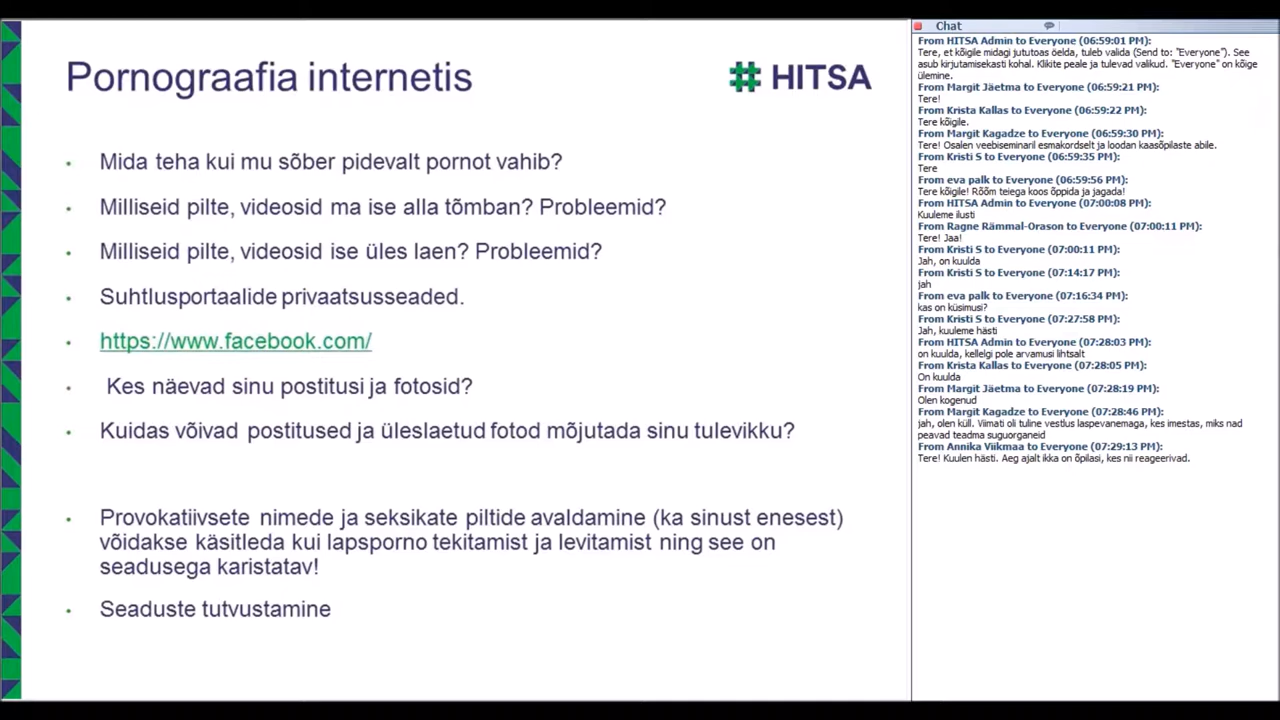 Pornograafia internetis
HITSA
Mida teha kui mu sõber pidevalt pornot vahib?
Milliseid pilte, videosid ma ise alla tõmban? Probleemid?
Milliseid pilte, videosid ise üles laen? Probleemid?
Suhtlusportaalide privaatsusseaded.
https://www.facebook.com/
Kes näevad sinu postitusi ja fotosid?
Kuidas võivad postitused ja üleslaetud fotod mõjutada sinu tulevikku?
Provokatiivsete nimede ja seksikate piltide avaldamine (ka sinust enesest)
võidakse käsitleda kui lapsporno tekitamist ja levitamist ning see on
seadusega karistatav!
Seaduste tutvustamine
Chat
From HITSA Admin to Everyone (06:59:01 PM):
Tere, et kõigile midagi jututoas öelda, tuleb valida (Send to: "Everyone"). See
asub kirjutamisekasti kohal. Klikite peale ja tulevad valikud. "Everyone" on kõige
ülemine.
From Margit Jäetma to Everyone (06:59:21 PM):
Tere!
From Krista Kallas to Everyone (06:59:22 PM):
Tere kõigile.
From Margit Kagadze to Everyone (06:59:30 PM):
Tere! Osalen veebiseminaril esmakordselt ja loodan kaasõpilaste abile.
From Kristi S to Everyone (06:59:35 PM):
Tere
From eva palk to Everyone (06:59:56 PM):
Tere kõigile! Rõõm teiega koos õppida ja jagada!
From HITSA Admin to Everyone (07:00:08 PM):
Kuuleme ilusti
From Ragne Rämmal-Orason to Everyone (07:00:11 PM):
Tere! Jaa!
From Kristi S to Everyone (07:00:11 PM):
Jah, on kuulda
From Kristi S to Everyone (07:14:17 PM):
jah
From eva palk to Everyone (07:16:34 PM):
kas on küsimusi?
From Kristi S to Everyone (07:27:58 PM):
Jah, kuuleme hästi
From HITSA Admin to Everyone (07:28:03 PM):
on kuulda, kellelgi pole arvamusi lihtsalt
From Krista Kallas to Everyone (07:28:05 PM):
On kuulda
From Margit Jäetma to Everyone (07:28:19 PM):
Olen kogenud
From Margit Kagadze to Everyone (07:28:46 PM):
jah, olen küll. Viimati oli tuline vestlus laspevanemaga, kes imestas, miks nad
peavad teadma suguorganeid
From Annika Viikmaa to Everyone (07:29:13 PM):
Tere! Kuulen hästi. Aeg ajalt ikka on õpilasi, kes nii reageerivad.